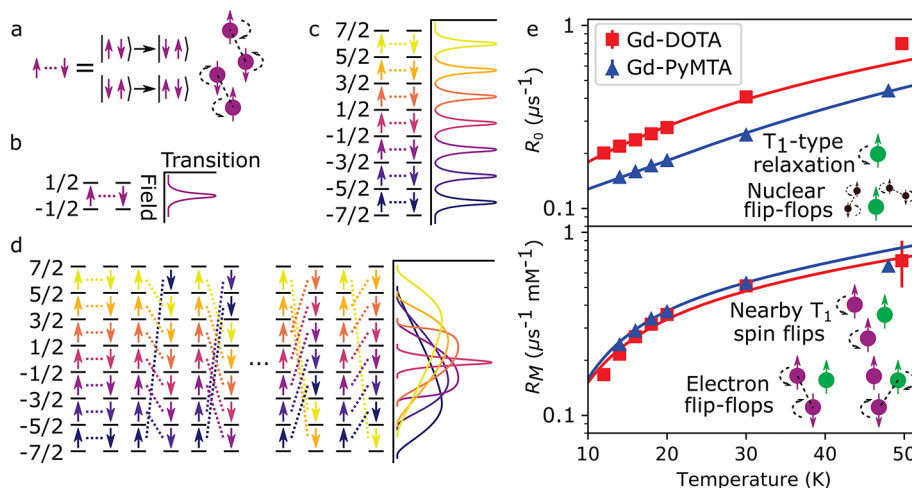 a
=
|↑↓⟩→|↓↑⟩
|↑↓⟩→|↓↑⟩
b
Transition
Field
1/2
-1/2
c
7/2
5/2
3/2
1/2
-1/2
-3/2
-5/2
-7/2
d
7/2
5/2
3/2
1/2
-1/2
-3/2
-5/2
-7/2
...
e
Gd-DOTA
Gd-PyMTA
R0 (μs−1)
1
0.1
T1-type
relaxation
Nuclear
flip-flops
RM (μs−1 mM−1)
1
0.1
Nearby T1
spin flips
Electron
flip-flops
10 20 30 40 50
Temperature (K)